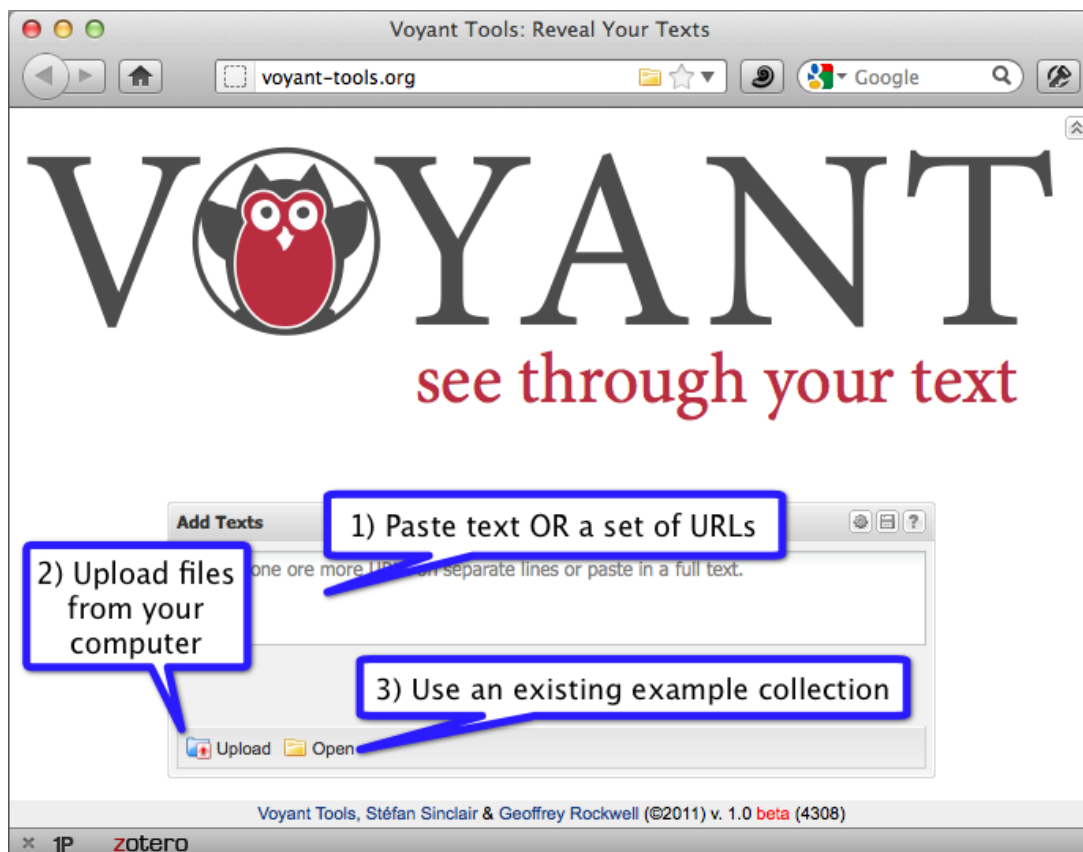 Voyant Tools: Reveal Your Texts
voyant-tools.org
Google
VOYANT
see through your text
Add Texts
1) Paste text OR a set of URLs
?
one ore more UR on separate lines or paste in a full text.
2) Upload files
from your
computer
3) Use an existing example collection
Upload Open
Voyant Tools, Stéfan Sinclair & Geoffrey Rockwell (©2011) v. 1.0 beta (4308)
× 1P zotero